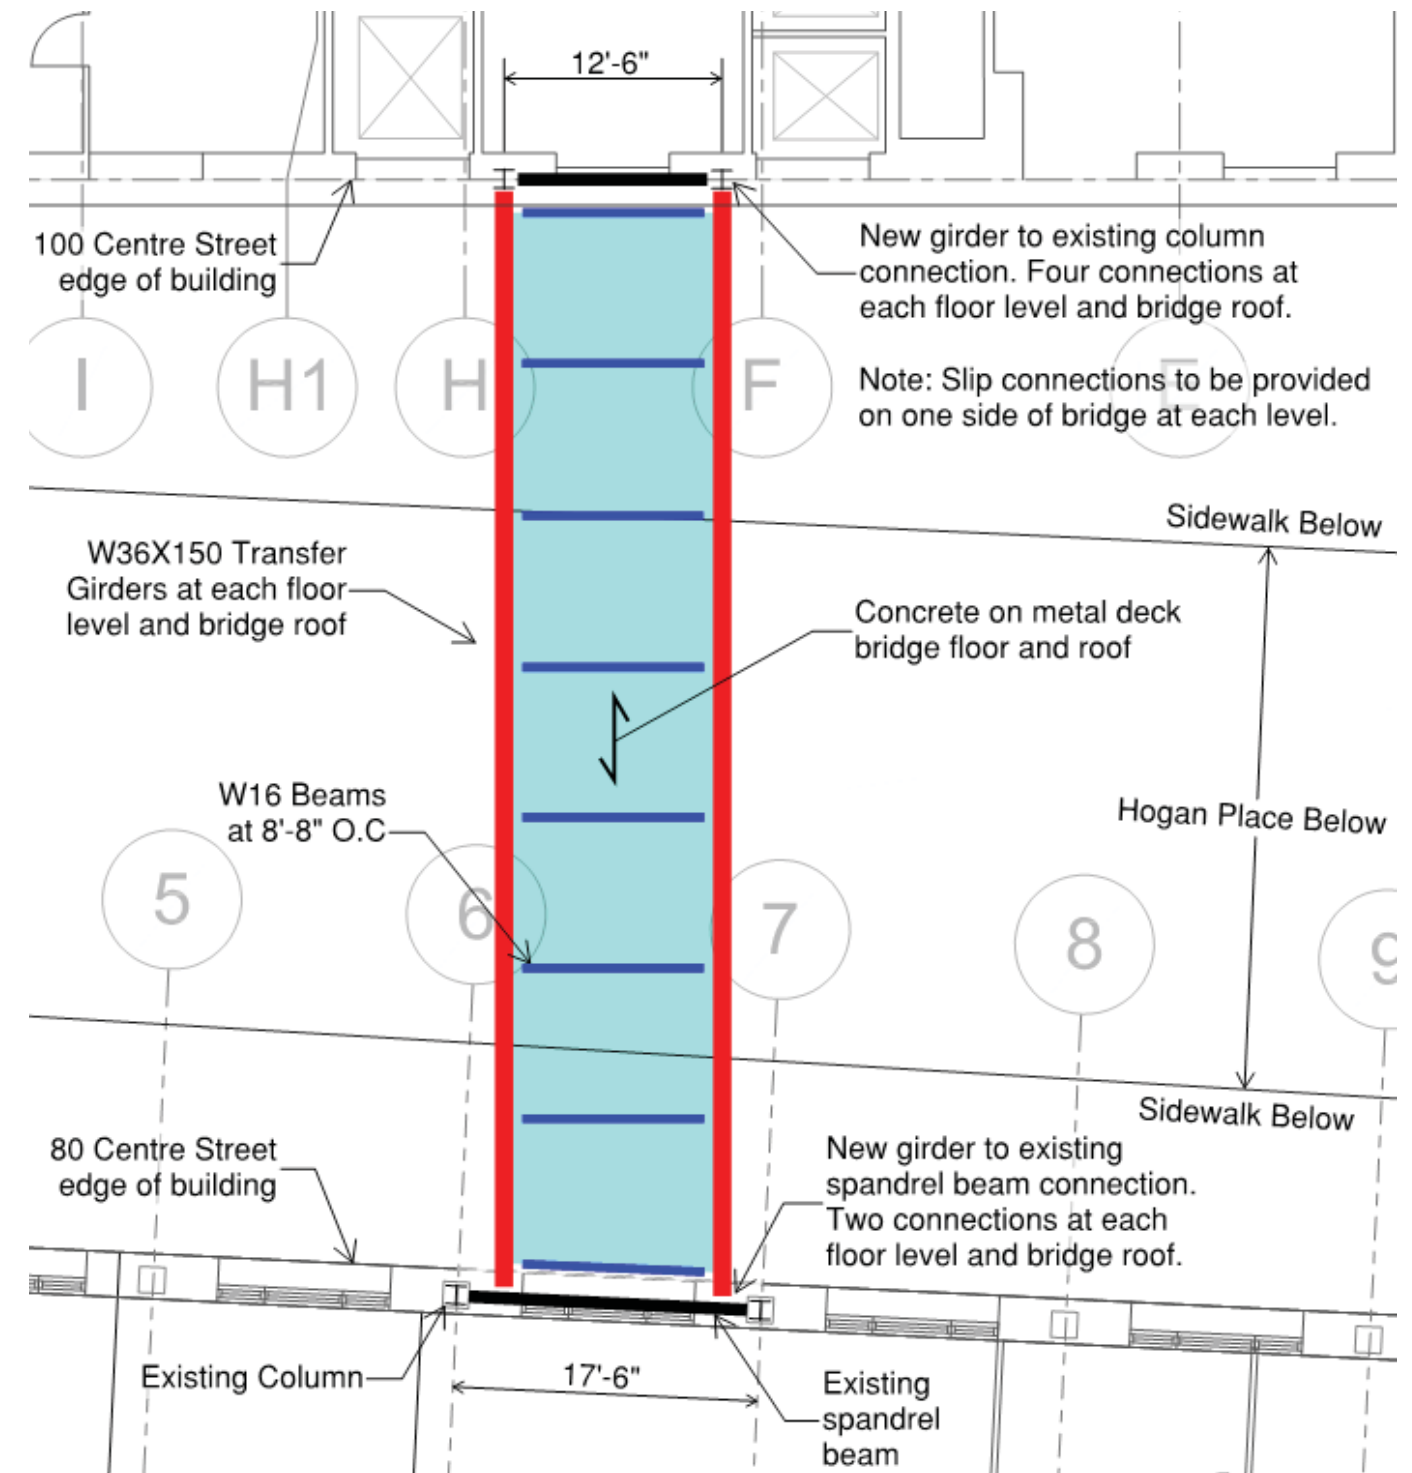 12'-6"
100 Centre Street
edge of building
New girder to existing column
connection. Four connections at
each floor level and bridge roof.
I
H1
H
F
E
Note: Slip connections to be provided
on one side of bridge at each level.
Sidewalk Below
W36X150 Transfer
Girders at each floor
level and bridge roof
Concrete on metal deck
bridge floor and roof
W16 Beams
at 8'-8" O.C
Hogan Place Below
5
6
7
8
9
Sidewalk Below
80 Centre Street
edge of building
New girder to existing
spandrel beam connection.
Two connections at each
floor level and bridge roof.
Existing Column
17'-6"
Existing
spandrel
beam